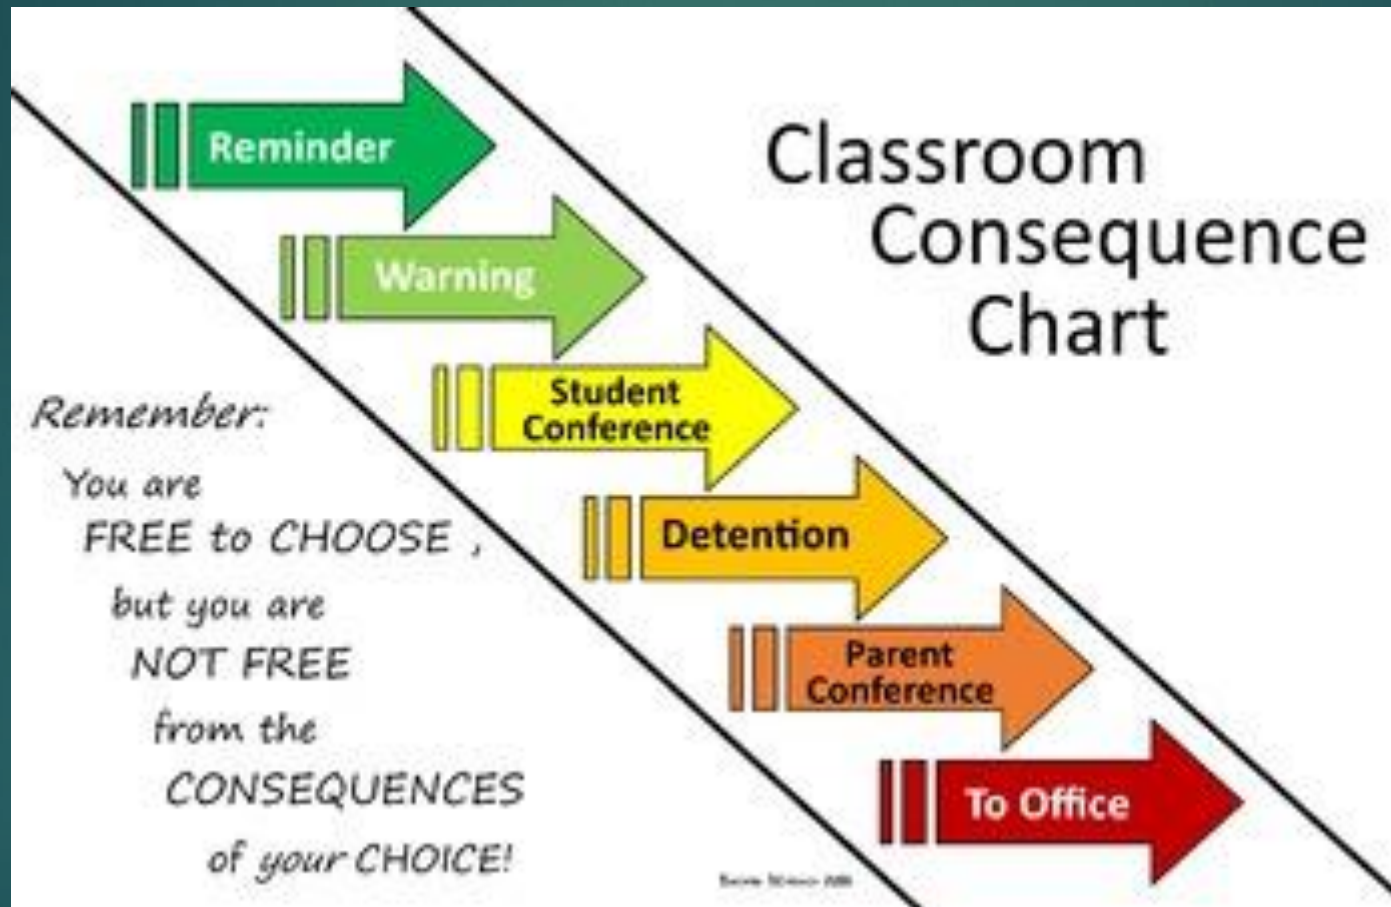 Classroom
Consequence
Chart
Reminder
Warning
Student
Conference
Detention
Parent
Conference
To Office
Remember:
You are
FREE to CHOOSE ,
but you are
NOT FREE
from the
CONSEQUENCES
of your CHOICE!